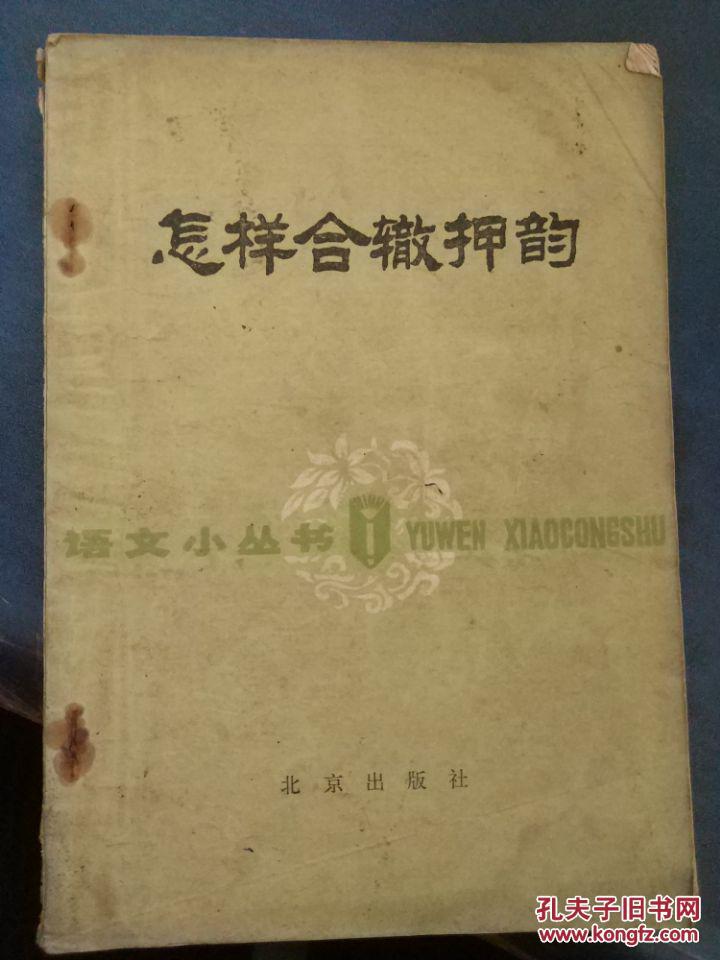 怎样合辙押韵
语文小丛书 YUWEN XIAOCONGSHU
北京出版社
孔夫子旧书网
www.kongfz.com